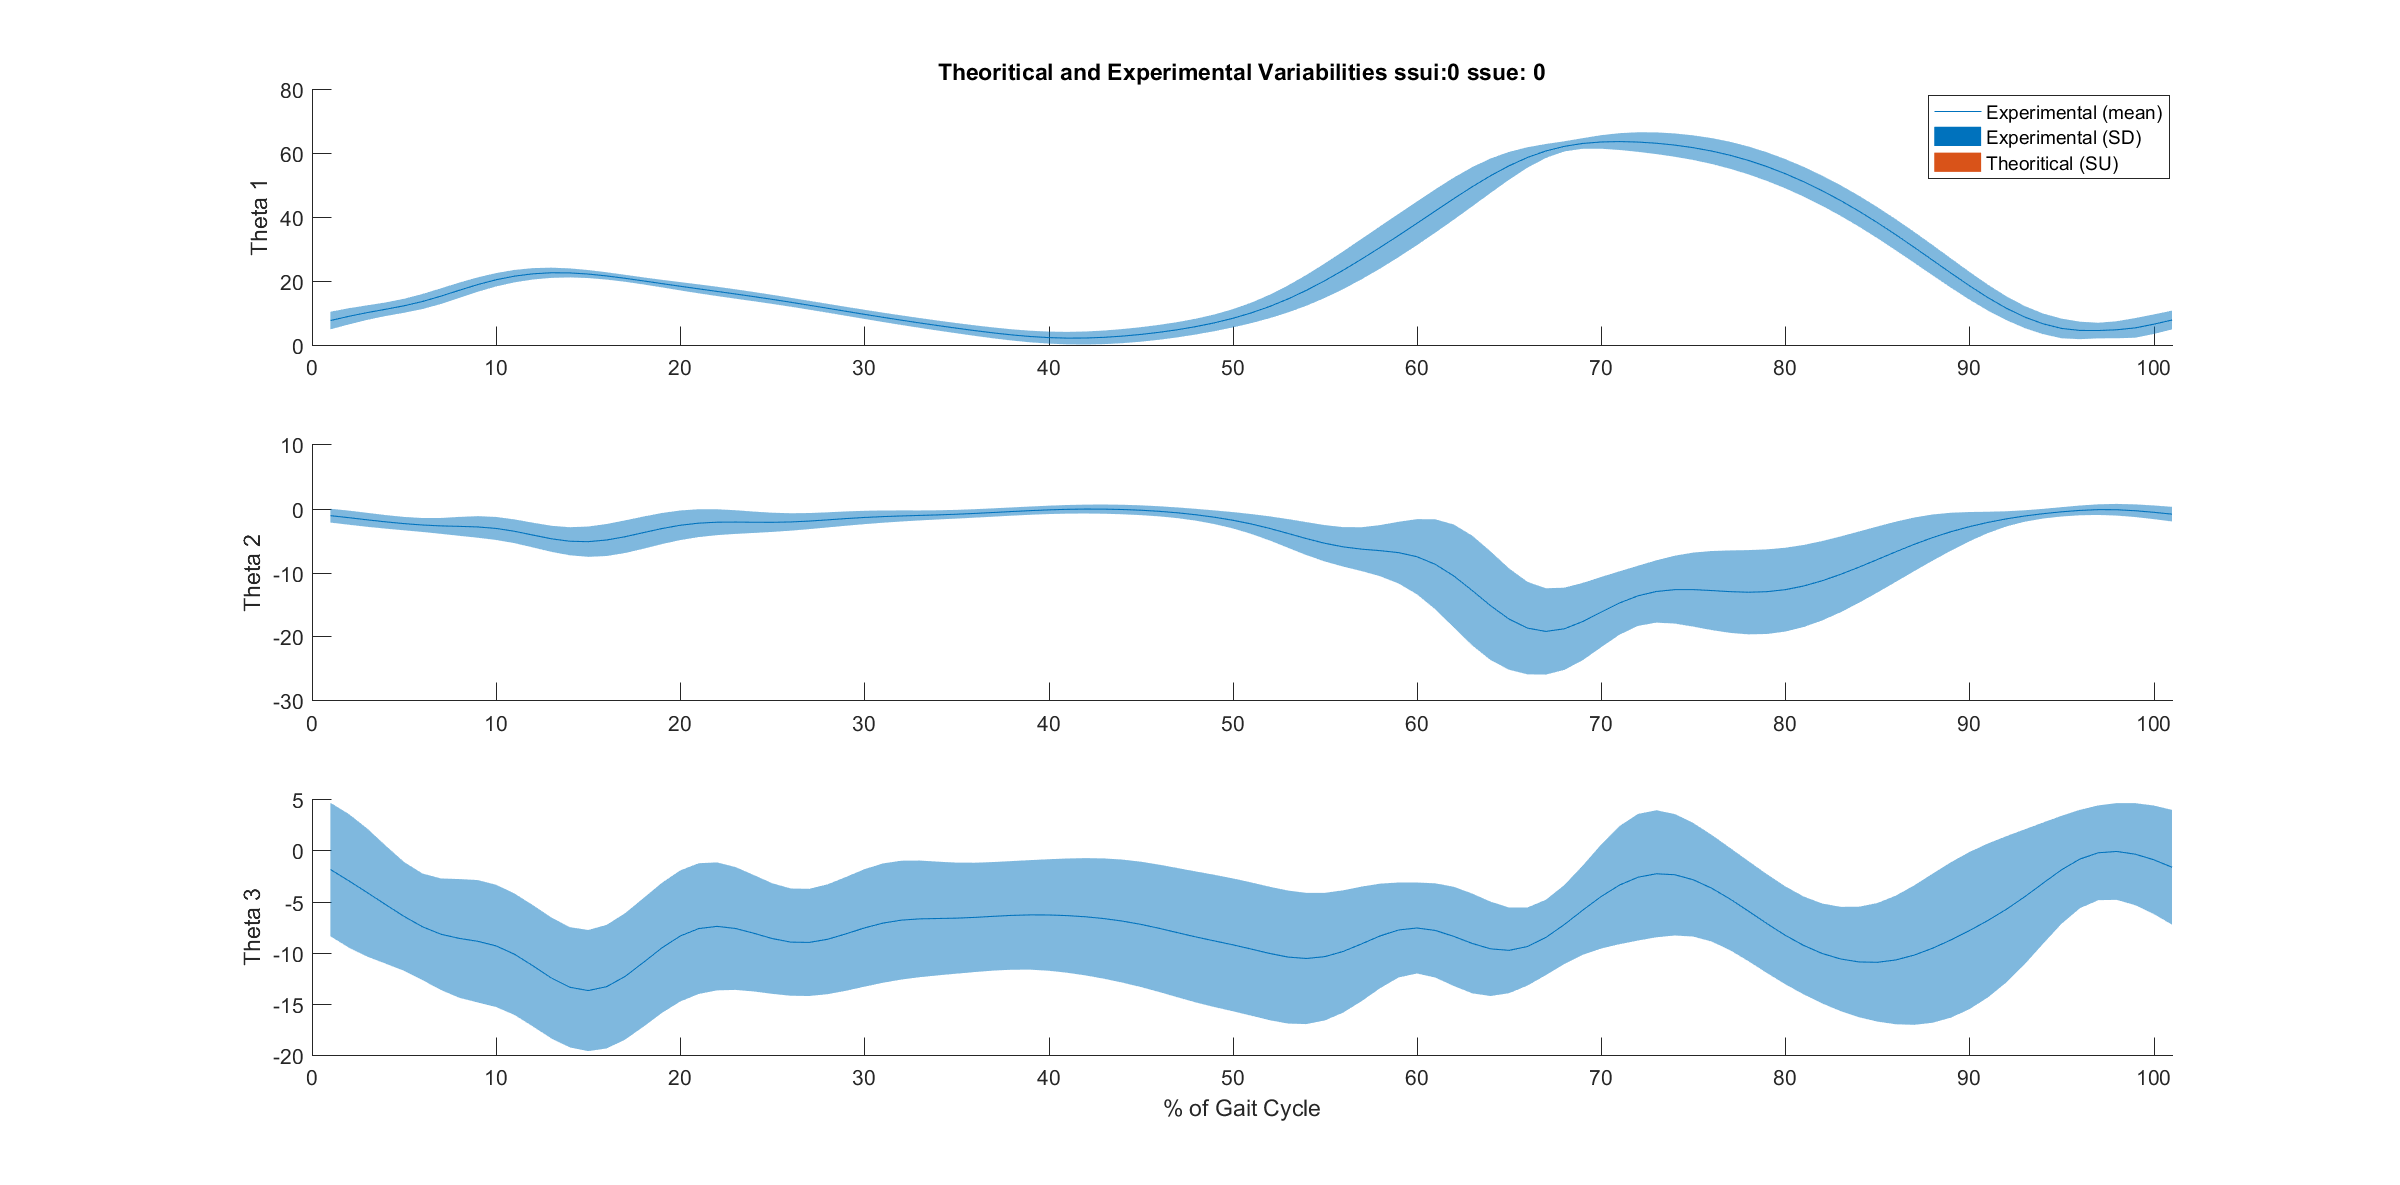 Theoritical and Experimental Variabilities ssui:0 ssue: 0
Experimental (mean)
Experimental (SD)
Theoritical (SU)
Theta 1
80
60
40
20
0
0 10 20 30 40 50 60 70 80 90 100
Theta 2
10
0
-10
-20
-30
0 10 20 30 40 50 60 70 80 90 100
Theta 3
5
0
-5
-10
-15
-20
0 10 20 30 40 50 60 70 80 90 100
% of Gait Cycle